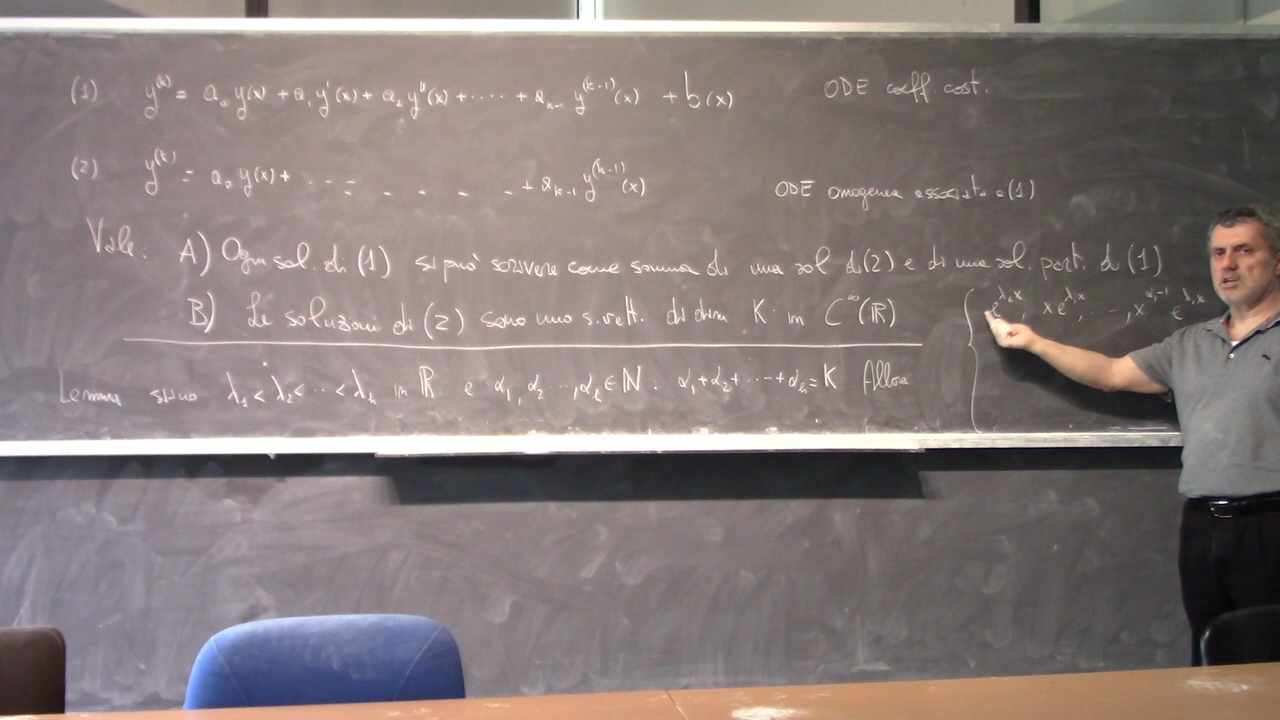 (1) y^(k) = a₀ y(x) + a₁ y'(x) + a₂ y''(x) + ..... + a_{k-1} y^(k-1)(x) + b(x) ODE coeff cost.
(2) y^(k) = a₀ y(x) + . . . . . . . . + a_{k-1} y^(k-1)(x) ODE omogenea associata a (1)
Vale: A) Ogni sol. di (1) si può scrivere come somma di una sol di (2) e di una sol. part. di (1)
B) Le soluzioni di (2) sono uno s.vett. di dim K in C^∞(ℝ)
Lemma siano λ₁ < λ₂ < ... < λ_h in ℝ e α₁, α₂ ..., α_h ∈ ℕ. α₁+α₂+....+α_h = K Allora
{ e^{λ₁x}, x e^{λ₁x}, ..., x^{α₁-1} e^{λ₁x}